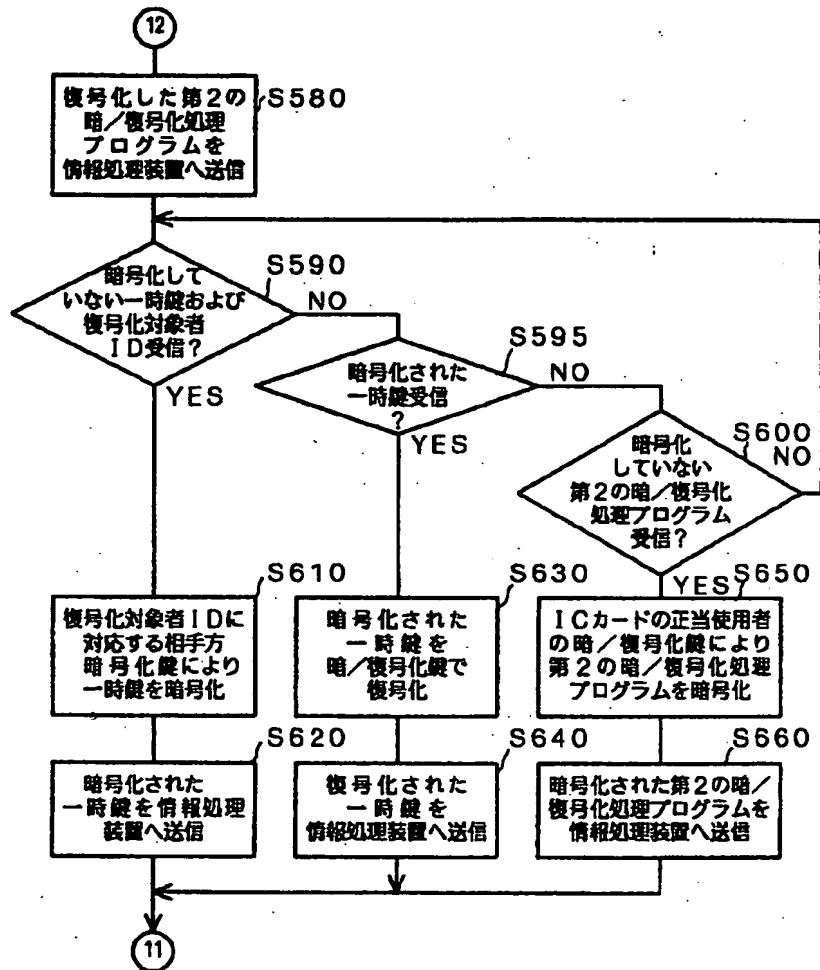 12
復号化した第2の
暗／復号化処理
プログラムを
情報処理装置へ送信
S580
暗号化して
いない一時鍵および
復号化対象者
ＩＤ受信？
S590
NO
YES
暗号化された
一時鍵受信
？
S595
NO
YES
暗号化
していない
第2の暗／復号化
処理プログラム
受信？
S600
NO
YES
復号化対象者ＩＤに
対応する相手方
暗号化鍵により
一時鍵を暗号化
S610
暗号化された
一時鍵を
暗／復号化鍵で
復号化
S630
ＩＣカードの正当使用者
の暗／復号化鍵により
第2の暗／復号化処理
プログラムを暗号化
S650
暗号化された
一時鍵を情報処理
装置へ送信
S620
復号化された
一時鍵を
情報処理装置へ送信
S640
暗号化された第2の暗／
復号化処理プログラムを
情報処理装置へ送信
S660
11